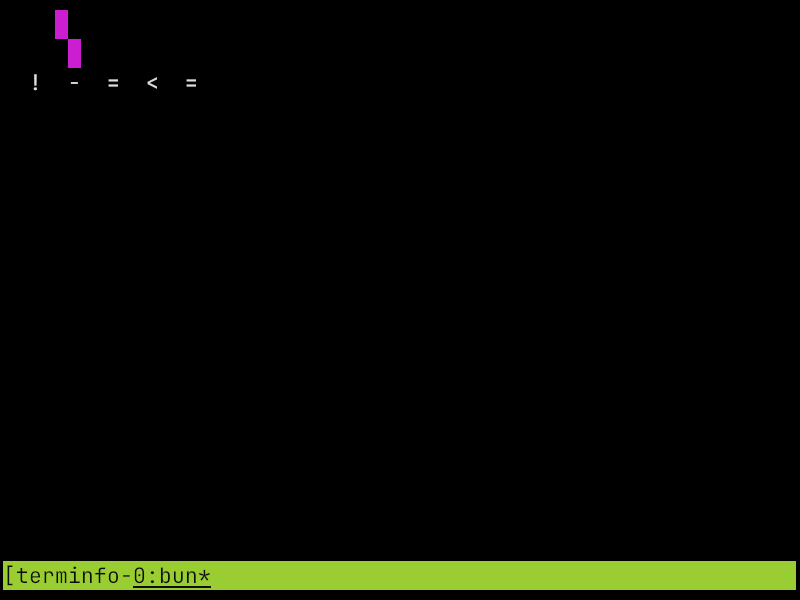 ! - = < =
[terminfo-0:bun*